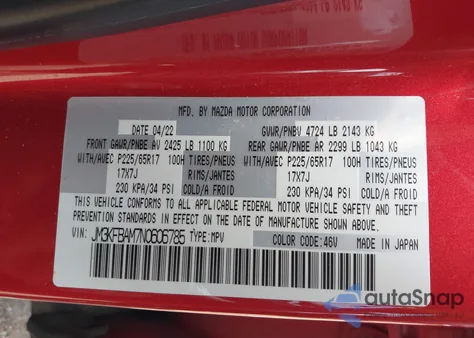 MFD. BY MAZDA MOTOR CORPORATION
DATE 04/22 GVWR/PNBV 4724 LB 2143 KG
FRONT GAWR/PNBE AV 2425 LB 1100 KG REAR GAWR/PNBE AR 2299 LB 1043 KG
WITH/AVEC P225/65R17 100H TIRES/PNEUS WITH/AVEC P225/65R17 100H TIRES/PNEUS
17X7J RIMS/JANTES 17X7J RIMS/JANTES
230 KPA/34 PSI COLD/A FROID 230 KPA/34 PSI COLD/A FROID
THIS VEHICLE CONFORMS TO ALL APPLICABLE FEDERAL MOTOR VEHICLE SAFETY AND THEFT
PREVENTION STANDARDS IN EFFECT ON THE DATE OF MANUFACTURE SHOWN ABOVE.
VIN: JM3KFBAM7N0606785 TYPE: MPV COLOR CODE: 46V MADE IN JAPAN
autoSnap